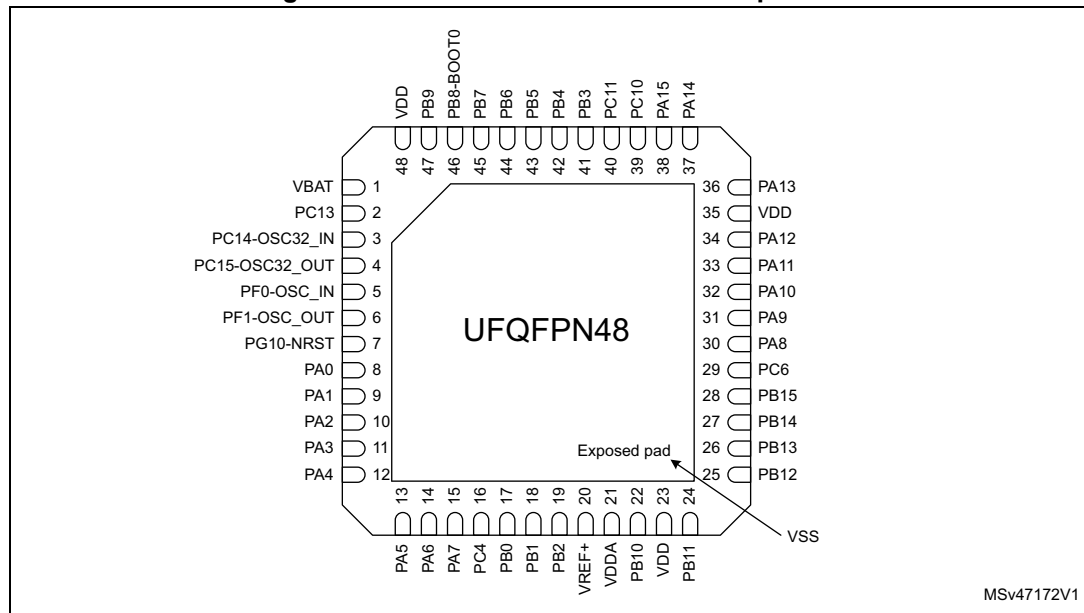 VDD
PB9
PB8-BOOT0
PB7
PB6
PB5
PB4
PB3
PC11
PC10
PA15
PA14
48
47
46
45
44
43
42
41
40
39
38
37
VBAT 1
PC13 2
PC14-OSC32_IN 3
PC15-OSC32_OUT 4
PF0-OSC_IN 5
PF1-OSC_OUT 6
PG10-NRST 7
PA0 8
PA1 9
PA2 10
PA3 11
PA4 12
UFQFPN48
Exposed pad
36 PA13
35 VDD
34 PA12
33 PA11
32 PA10
31 PA9
30 PA8
29 PC6
28 PB15
27 PB14
26 PB13
25 PB12
13
14
15
16
17
18
19
20
21
22
23
24
PA5
PA6
PA7
PC4
PB0
PB1
PB2
VREF+
VDDA
PB10
VDD
PB11
VSS
MSv47172V1